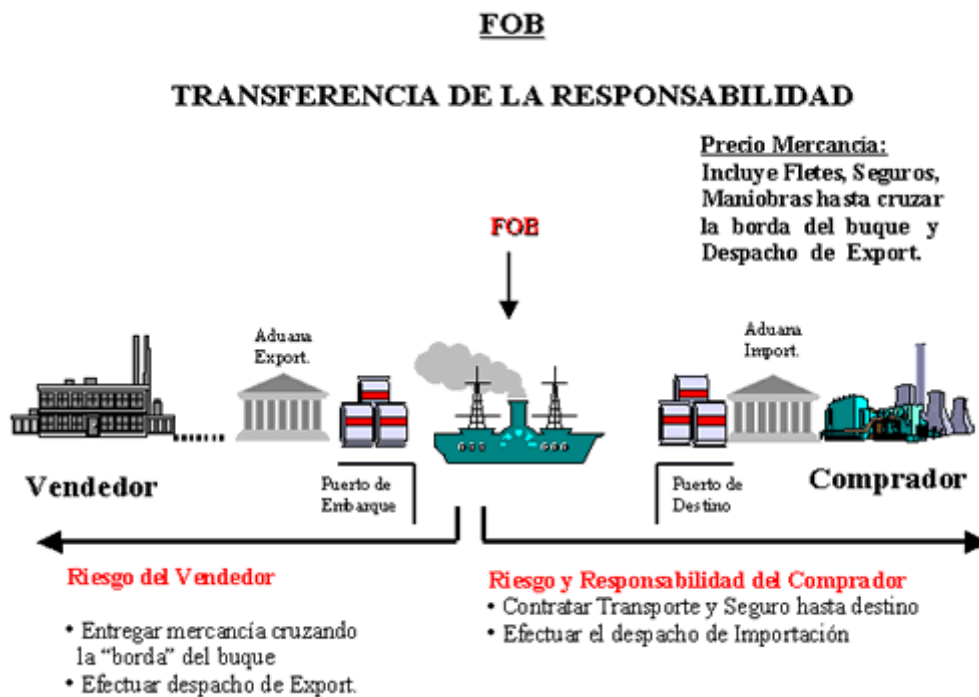 FOB
TRANSFERENCIA DE LA RESPONSABILIDAD
Precio Mercancía:
Incluye Fletes, Seguros,
Maniobras hasta cruzar
la borda del buque y
Despacho de Export.
FOB
Aduana
Export.
Aduana
Import.
Vendedor
Puerto de
Embarque
Puerto de
Destino
Comprador
Riesgo del Vendedor
• Entregar mercancía cruzando
la “borda” del buque
• Efectuar despacho de Export.
Riesgo y Responsabilidad del Comprador
• Contratar Transporte y Seguro hasta destino
• Efectuar el despacho de Importación